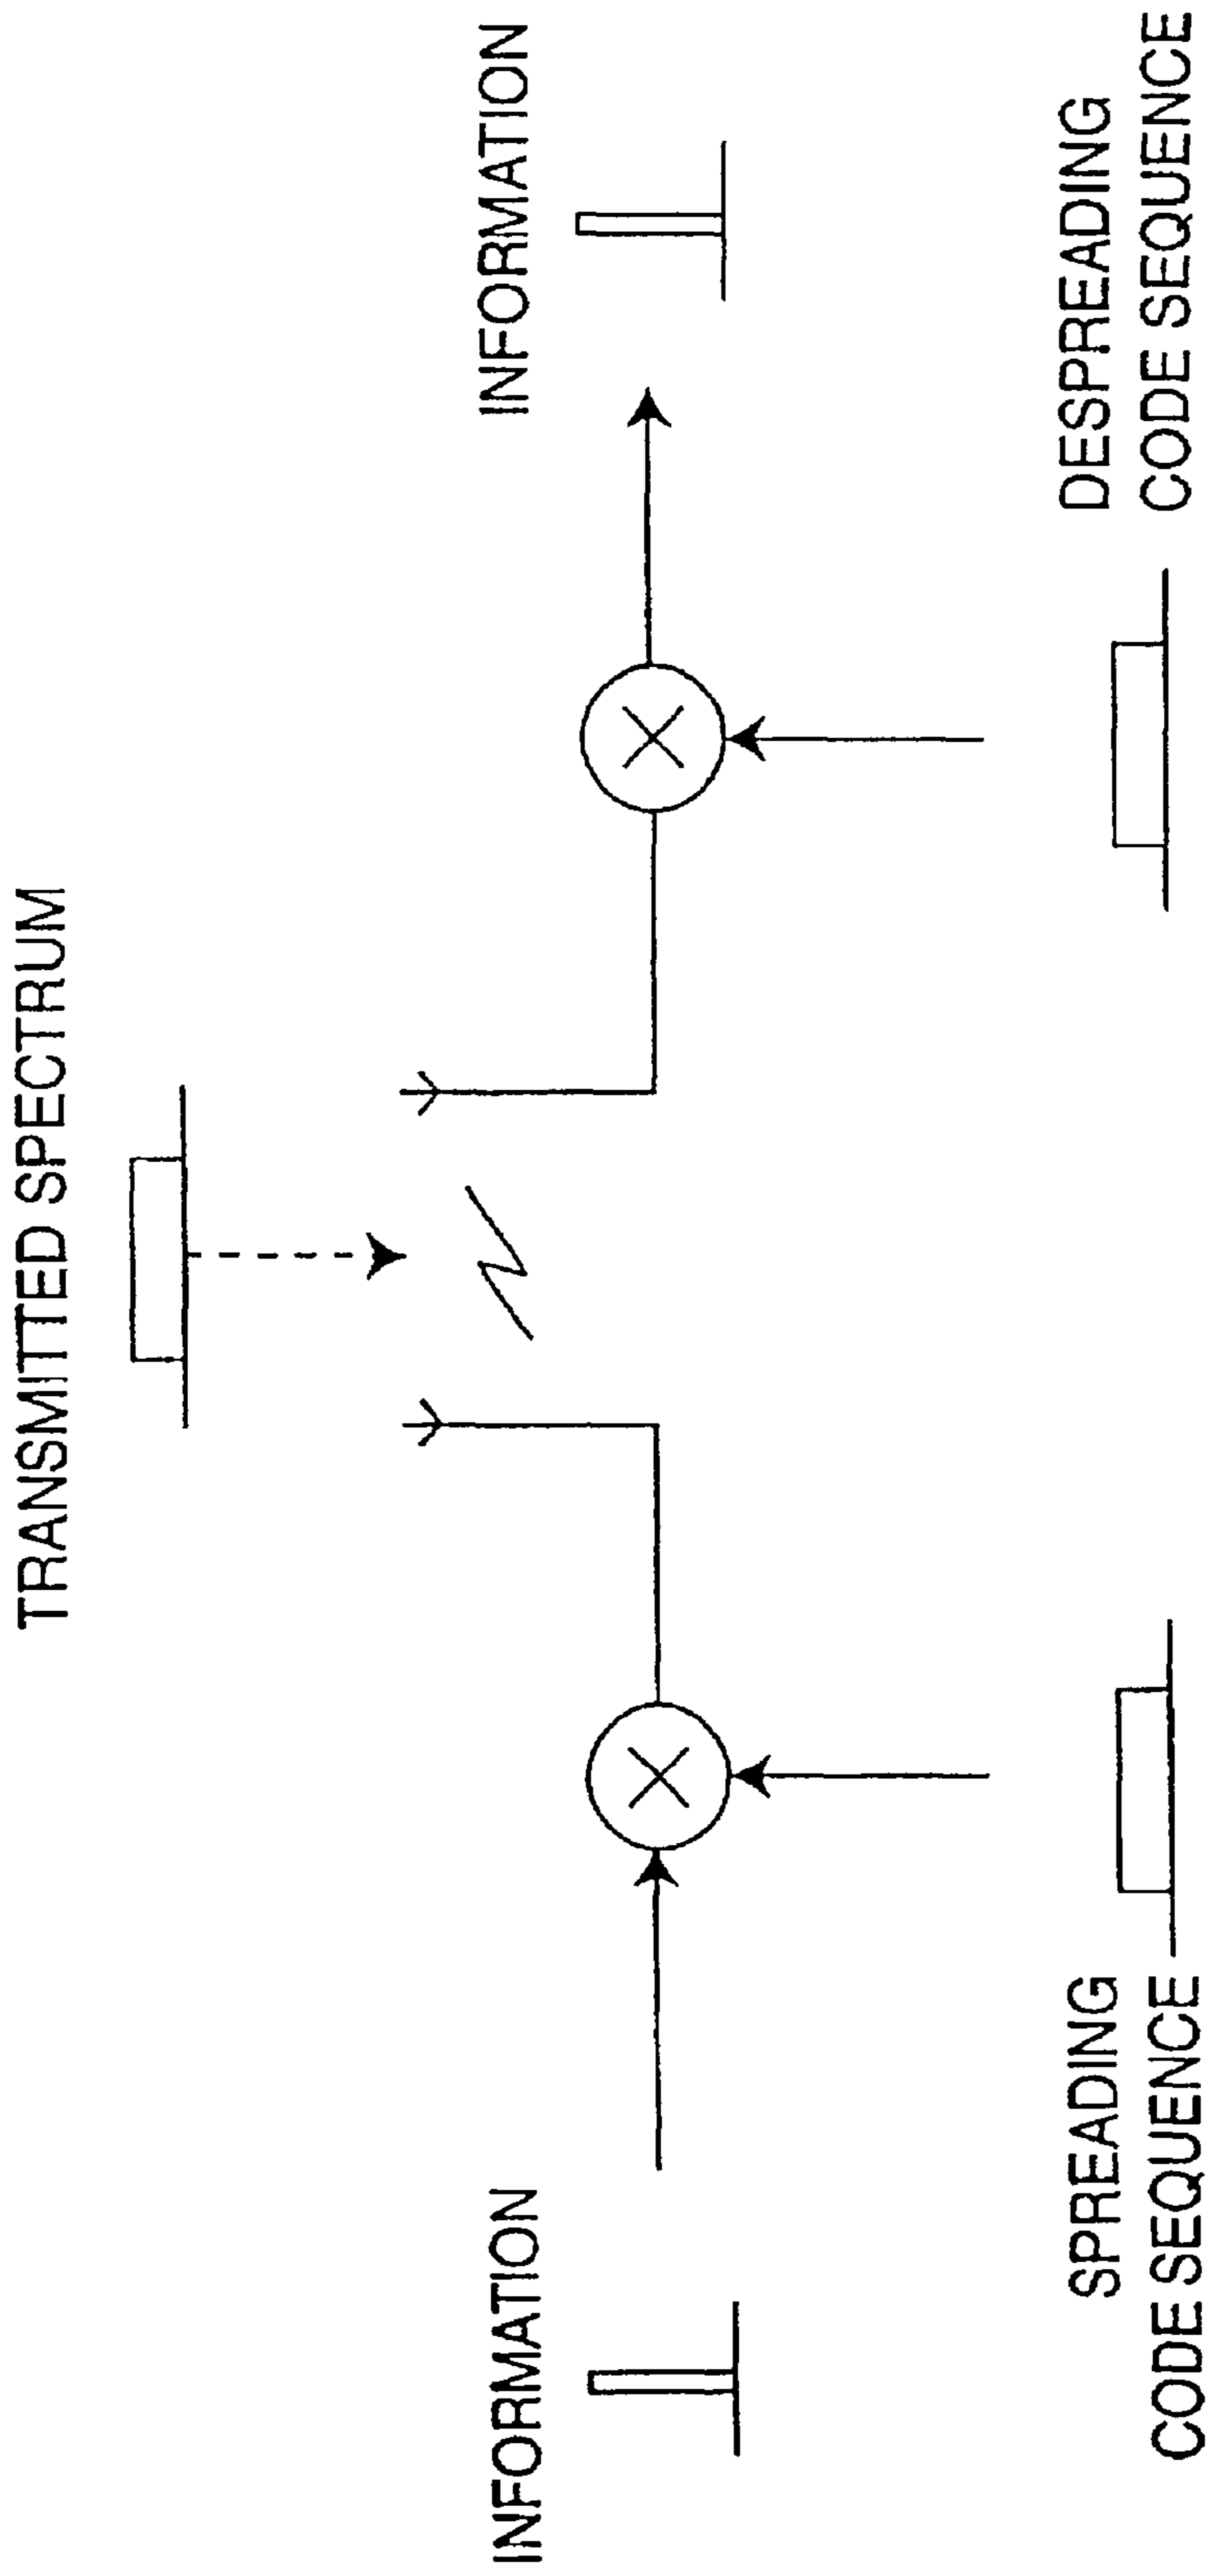 TRANSMITTED SPECTRUM
INFORMATION
INFORMATION
SPREADING
CODE SEQUENCE
DESPREADING
CODE SEQUENCE